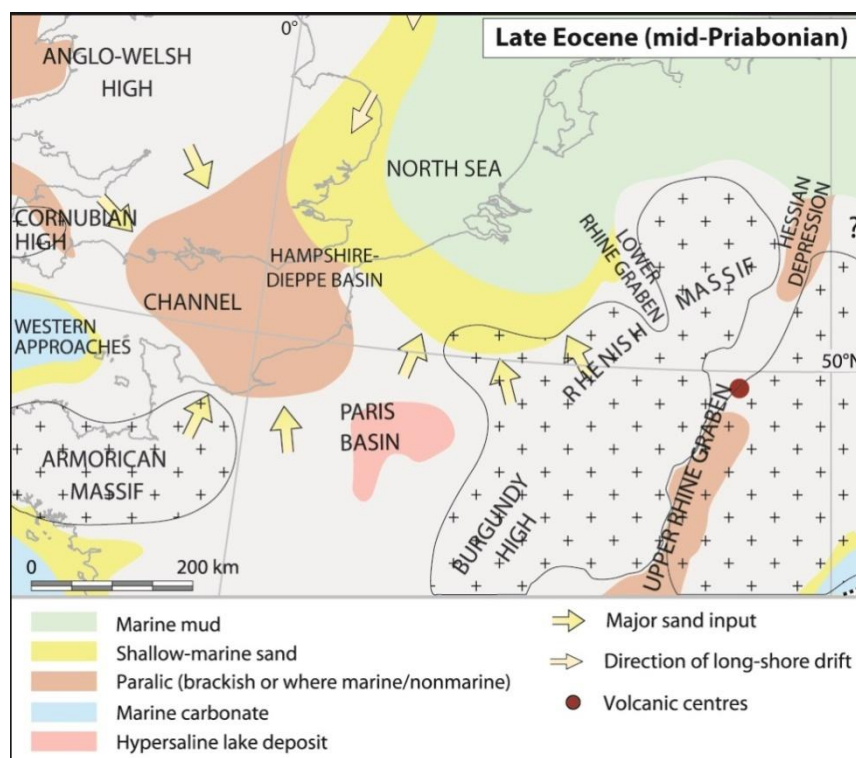 Late Eocene (mid-Priabonian)
0°
ANGLO-WELSH
HIGH
NORTH SEA
CORNUBIAN
HIGH
HAMPSHIRE-
DIEPPE BASIN
CHANNEL
LOWER
RHINE GRABEN
HESSIAN
DEPRESSION
?
RHENISH MASSIF
WESTERN
APPROACHES
50°N
PARIS
BASIN
ARMORICAN
MASSIF
BURGUNDY
HIGH
UPPER RHINE GRABEN
0 200 km
Marine mud
Shallow-marine sand
Paralic (brackish or where marine/nonmarine)
Marine carbonate
Hypersaline lake deposit
Major sand input
Direction of long-shore drift
Volcanic centres